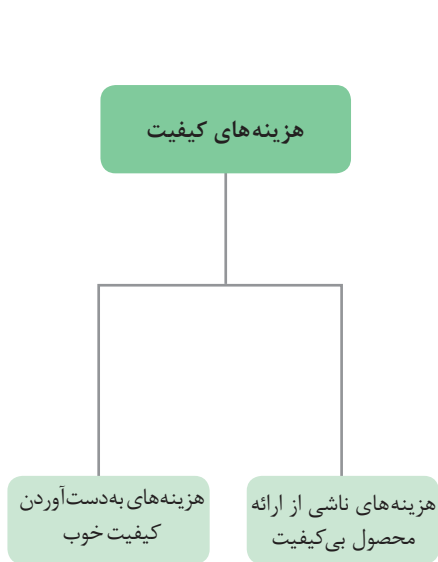 هزینه‌های کیفیت
هزینه‌های ناشی از ارائه
محصول بی‌کیفیت
هزینه‌های به‌دست‌آوردن
کیفیت خوب